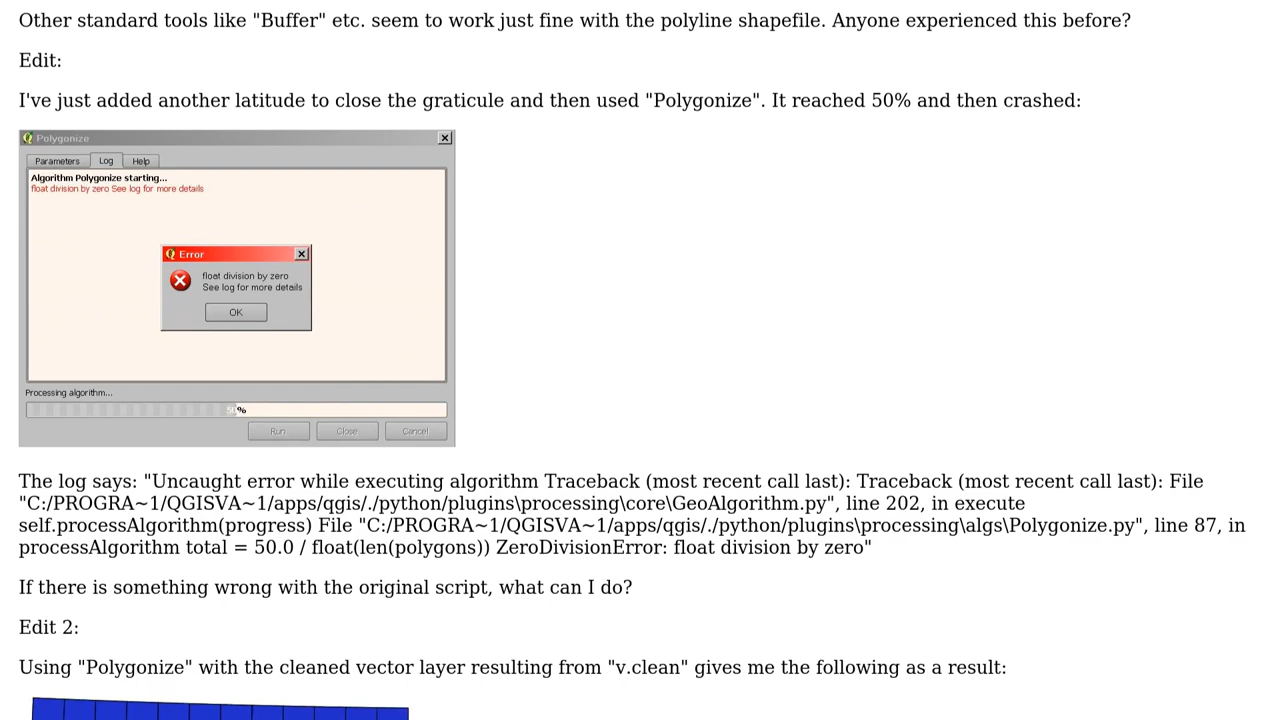 Other standard tools like "Buffer" etc. seem to work just fine with the polyline shapefile. Anyone experienced this before?
Edit:
I've just added another latitude to close the graticule and then used "Polygonize". It reached 50% and then crashed:
Polygonize
Parameters Log Help
Algorithm Polygonize starting...
float division by zero See log for more details
Error
float division by zero
See log for more details
OK
Processing algorithm...
%
Run Close Cancel
The log says: "Uncaught error while executing algorithm Traceback (most recent call last): Traceback (most recent call last): File
"C:/PROGRA~1/QGISVA~1/apps/qgis/./python/plugins\processing\core\GeoAlgorithm.py", line 202, in execute
self.processAlgorithm(progress) File "C:/PROGRA~1/QGISVA~1/apps/qgis/./python/plugins\processing\algs\Polygonize.py", line 87, in
processAlgorithm total = 50.0 / float(len(polygons)) ZeroDivisionError: float division by zero"
If there is something wrong with the original script, what can I do?
Edit 2:
Using "Polygonize" with the cleaned vector layer resulting from "v.clean" gives me the following as a result: